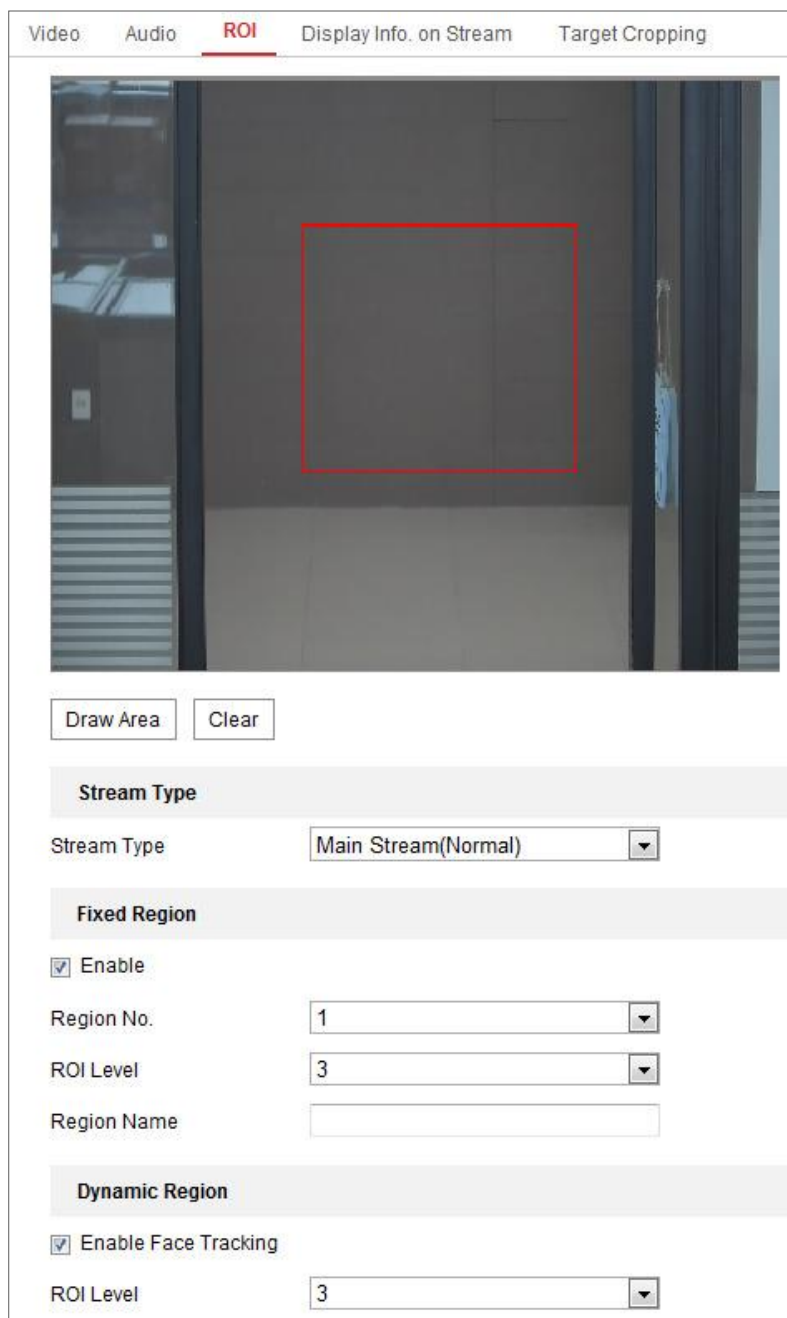 Video Audio ROI Display Info. on Stream Target Cropping
Draw Area Clear
Stream Type
Stream Type Main Stream(Normal)
Fixed Region
Enable
Region No. 1
ROI Level 3
Region Name
Dynamic Region
Enable Face Tracking
ROI Level 3